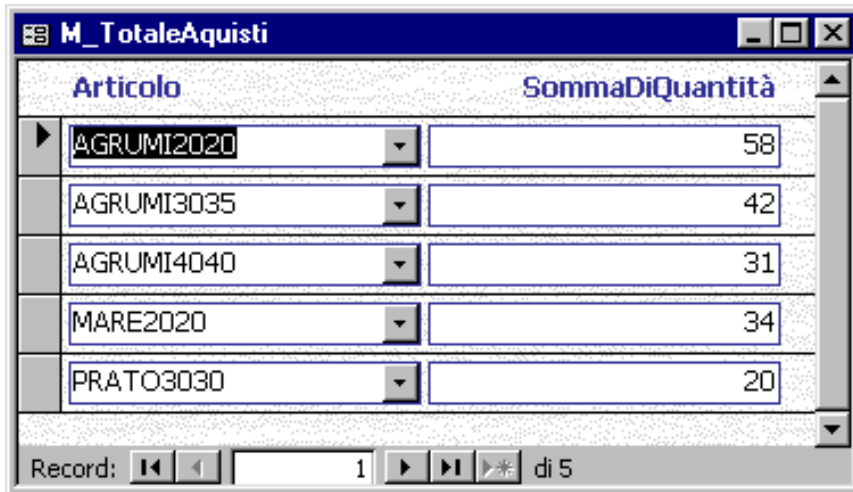 M_TotaleAquisti
Articolo SommaDiQuantità
AGRUMI2020 58
AGRUMI3035 42
AGRUMI4040 31
MARE2020 34
PRATO3030 20
Record: 1 di 5